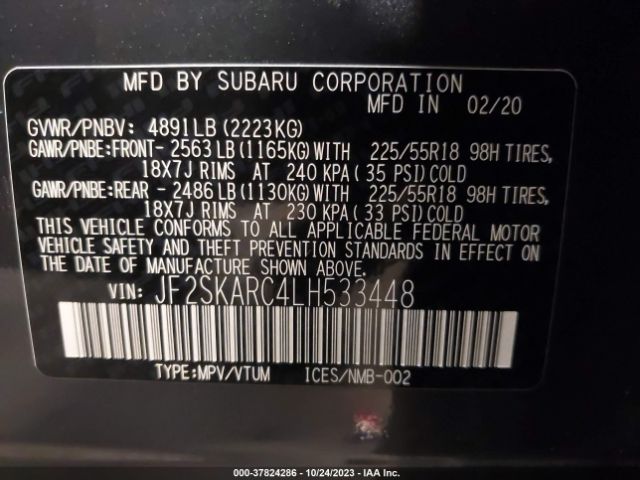 MFD BY SUBARU CORPORATION
MFD IN 02/20
GVWR/PNBV: 4891LB(2223KG)
GAWR/PNBE:FRONT- 2563 LB(1165KG)WITH 225/55R18 98H TIRES,
18X7J RIMS AT 240 KPA( 35 PSI)COLD
GAWR/PNBE:REAR - 2486 LB(1130KG)WITH 225/55R18 98H TIRES,
18X7J RIMS AT 230 KPA( 33 PSI)COLD
THIS VEHICLE CONFORMS TO ALL APPLICABLE FEDERAL MOTOR
VEHICLE SAFETY AND THEFT PREVENTION STANDARDS IN EFFECT ON
THE DATE OF MANUFACTURE SHOWN ABOVE.
VIN: JF2SKARC4LH533448
TYPE:MPV/VTUM ICES/NMB-002
000-37824286 - 10/24/2023 - IAA Inc.